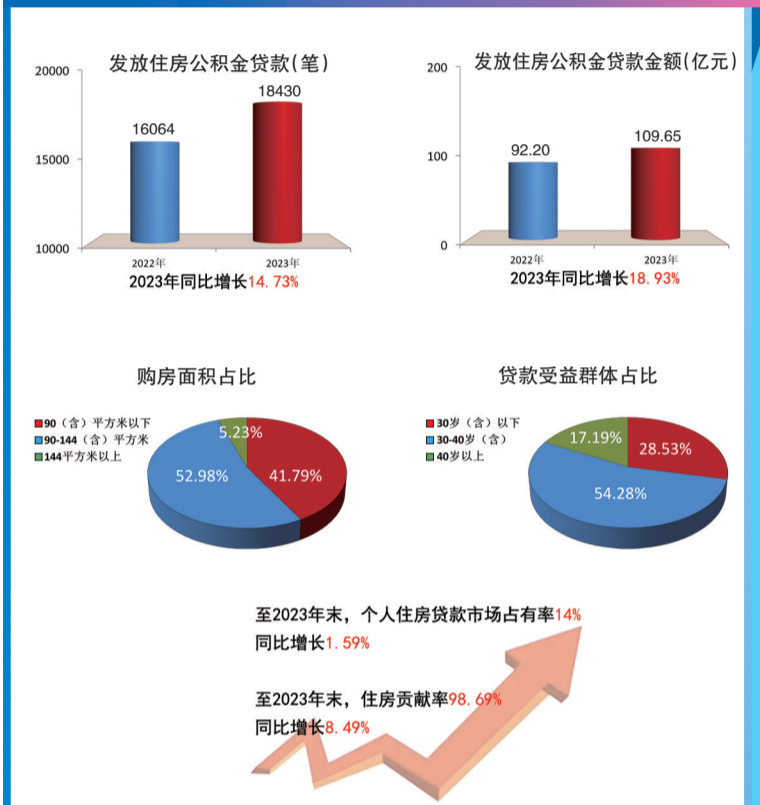 发放住房公积金贷款(笔)
20000
15000
10000
16064
18430
2022年
2023年
2023年同比增长14.73%
发放住房公积金贷款金额(亿元)
200
100
0
92.20
109.65
2022年
2023年
2023年同比增长18.93%
购房面积占比
90（含）平方米以下
90-144（含）平方米
144平方米以上
5.23%
52.98%
41.79%
贷款受益群体占比
30岁（含）以下
30-40岁（含）
40岁以上
17.19%
28.53%
54.28%
至2023年末，个人住房贷款市场占有率14%
同比增长1.59%
至2023年末，住房贡献率98.69%
同比增长8.49%